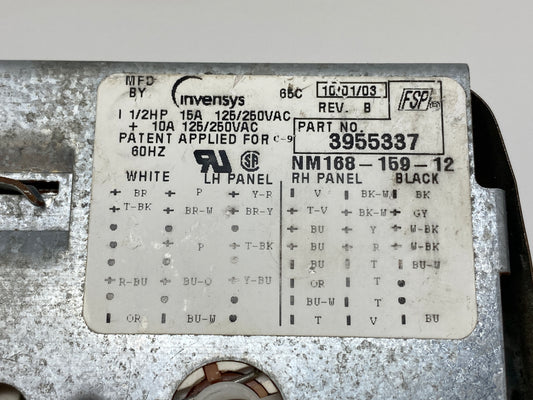 MFD BY invensys 65C 10/01/03 FSP
REV. B
1 1/2HP 15A 125/250VAC
+ 10A 125/250VAC
PART NO.
PATENT APPLIED FOR C-9 3955337
60HZ UL SA NM168-159-12
WHITE LH PANEL RH PANEL BLACK
BR P Y-R V BK-W BK
T-BK BR-W BR-Y T-V BK-W GY
BU Y W-BK
P T-BK BU R W-BK
BU T BU-W
R-BU BU-O Y-BU OR T
BU-W T
OR BU-W T V BU